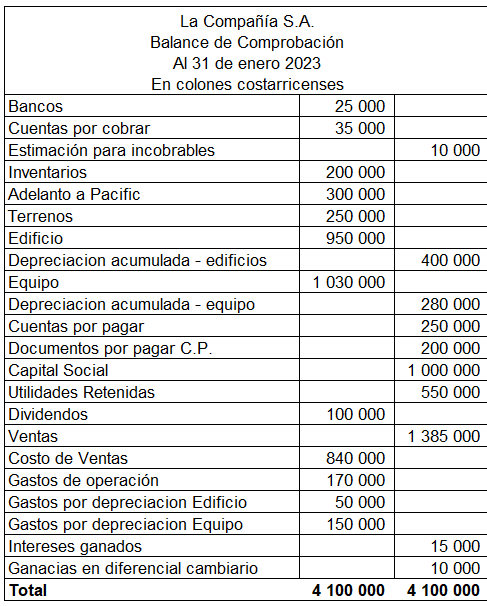 La Compañía S.A.
Balance de Comprobación
Al 31 de enero 2023
En colones costarricenses
Bancos 25 000
Cuentas por cobrar 35 000
Estimación para incobrables 10 000
Inventarios 200 000
Adelanto a Pacific 300 000
Terrenos 250 000
Edificio 950 000
Depreciacion acumulada - edificios 400 000
Equipo 1 030 000
Depreciacion acumulada - equipo 280 000
Cuentas por pagar 250 000
Documentos por pagar C.P. 200 000
Capital Social 1 000 000
Utilidades Retenidas 550 000
Dividendos 100 000
Ventas 1 385 000
Costo de Ventas 840 000
Gastos de operación 170 000
Gastos por depreciacion Edificio 50 000
Gastos por depreciacion Equipo 150 000
Intereses ganados 15 000
Ganacias en diferencial cambiario 10 000
Total 4 100 000 4 100 000